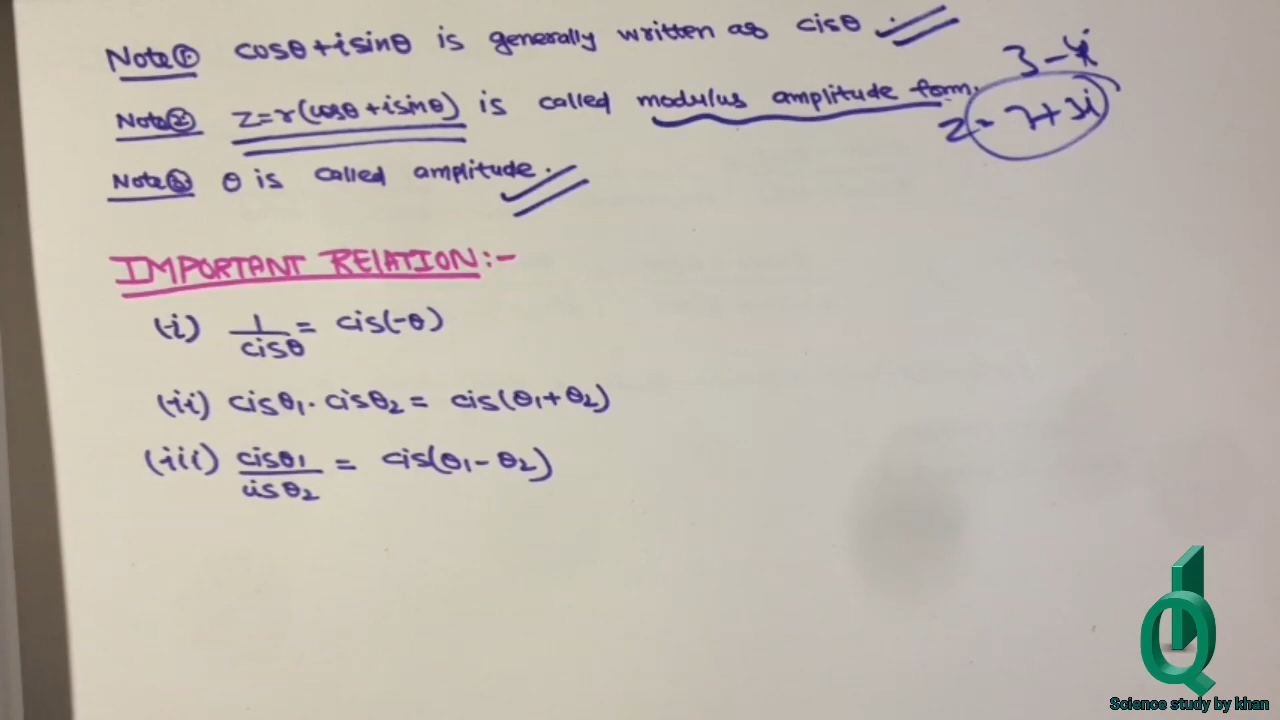 Note① cosθ+isinθ is generally written as cisθ.
3-4i
Note② z=r(cosθ+isinθ) is called modulus amplitude form.
Note③ θ is called amplitude.
IMPORTANT RELATION:-
(i) 1/cisθ = cis(-θ)
(ii) cisθ₁. cisθ₂ = cis(θ₁+θ₂)
(iii) cisθ₁/cisθ₂ = cis(θ₁-θ₂)
Science study by khan